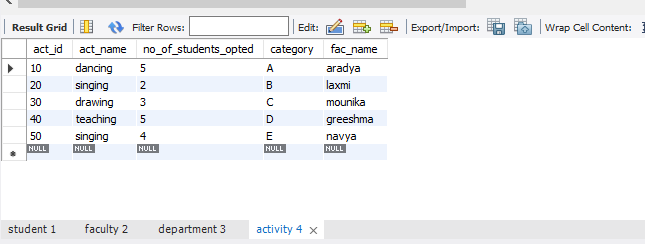 Result Grid Filter Rows: Edit: Export/Import: Wrap Cell Content:
act_id act_name no_of_students_opted category fac_name
10 dancing 5 A aradya
20 singing 2 B laxmi
30 drawing 3 C mounika
40 teaching 5 D greeshma
50 singing 4 E navya
NULL NULL NULL NULL NULL
student 1 faculty 2 department 3 activity 4